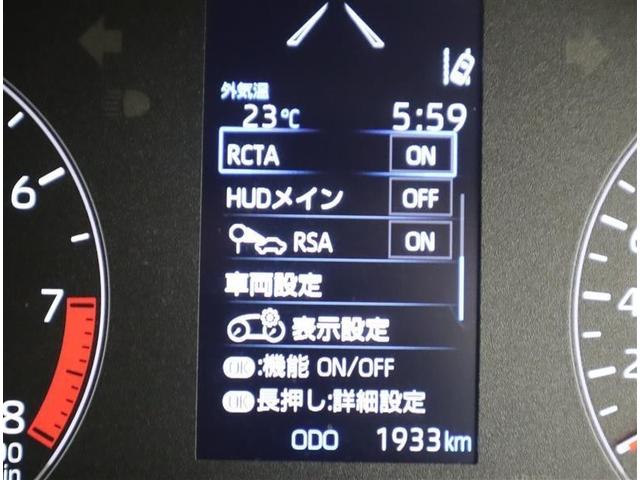 外気温
23℃ 5:59
RCTA ON
HUDメイン OFF
RSA ON
車両設定
表示設定
OK:機能 ON/OFF
OK長押し:詳細設定
ODO 1933km
6
7
8
6
4
2